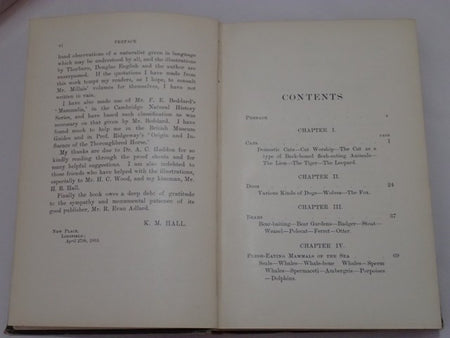 vi PREFACE
hand observations of a naturalist given in language
which may be understood by all, and the illustrations
by Thorburn, Douglas English and the author are
unsurpassed. If the quotations I have made from
this work tempt my readers, as I hope, to consult
Mr. Millais' volumes for themselves, I have not
written in vain.
I have also made use of Mr. F. E. Beddard's
"Mammalia," in the Cambridge Natural History
Series, and have based such classification as was
necessary on that given by Mr. Beddard. I have
found much to help me in the British Museum
Guides and in Prof. Ridgeway's "Origin and In-
fluence of the Thoroughbred Horse."
My thanks are due to Dr. A. C. Haddon for so
kindly reading through the proof sheets and for
many helpful suggestions. I am also indebted to
those friends who have helped with the illustrations,
especially to Mr. H. C. Wood, and my kinsman, Mr.
H. R. Hall.
Finally the book owes a deep debt of gratitude
to the sympathy and monumental patience of its
good publisher, Mr. R. Evan Adlard.
K. M. HALL.
New Place,
Lingfield,
CONTENTS
Preface v
CHAPTER I.
PAGE
Cats 1
Domestic Cats—Cat Worship—The Cat as a
type of Back-boned flesh-eating Animals—
The Lion—The Tiger—The Leopard.
CHAPTER II.
Dogs 24
Various Kinds of Dogs—Wolves—The Fox.
CHAPTER III.
Bears 37
Bear-baiting—Bear Gardens—Badger—Stoat—
Weasel—Polecat—Ferret—Otter.
CHAPTER IV.
Flesh-Eating Mammals of the Sea 69
Seals—Whales—Whale-bone Whales—Sperm
Whales—Spermaceti—Ambergris—Porpoises
—Dolphins.